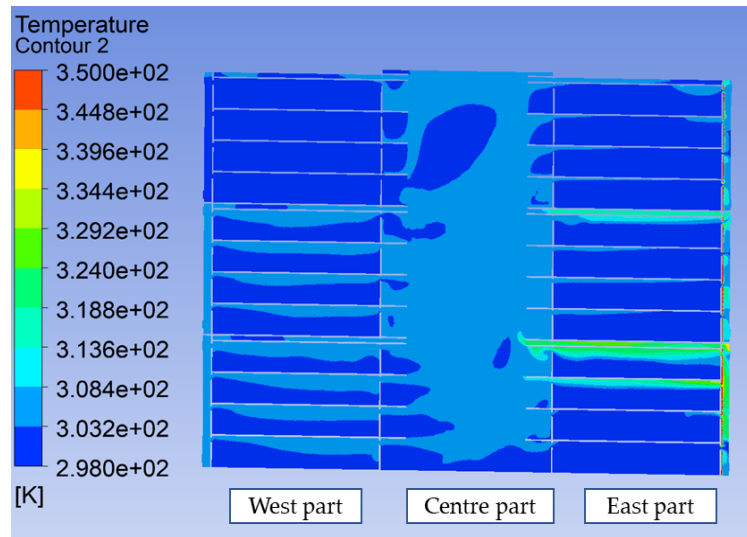 Temperature
Contour 2
3.500e+02
3.448e+02
3.396e+02
3.344e+02
3.292e+02
3.240e+02
3.188e+02
3.136e+02
3.084e+02
3.032e+02
2.980e+02
[K]
West part
Centre part
East part